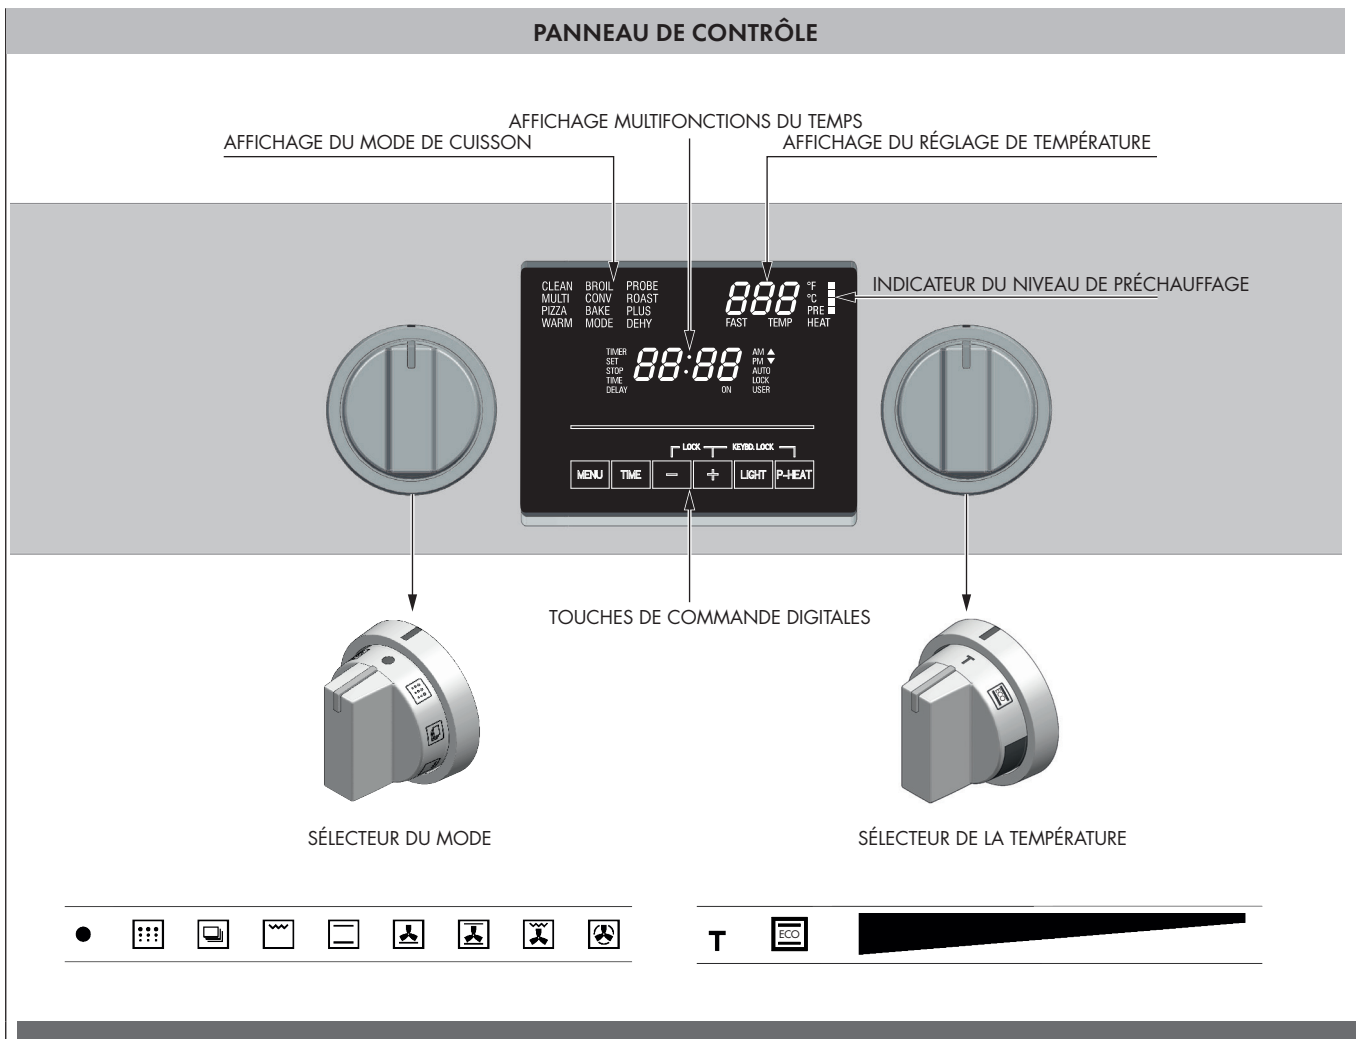 PANNEAU DE CONTRÔLE
AFFICHAGE MULTIFONCTIONS DU TEMPS
AFFICHAGE DU MODE DE CUISSON
AFFICHAGE DU RÉGLAGE DE TEMPÉRATURE
INDICATEUR DU NIVEAU DE PRÉCHAUFFAGE
CLEAN BROIL PROBE
MULTI CONV ROAST
PIZZA BAKE PLUS
WARM MODE DEHY
888
°F
°C
PRE
FAST TEMP HEAT
TIMER
SET
STOP
TIME
DELAY
88:88
ON
AM
PM
AUTO
LOCK
USER
LOCK KEYBD. LOCK
MENU TIME - + LIGHT P-HEAT
TOUCHES DE COMMANDE DIGITALES
T
ECO
SÉLECTEUR DU MODE
SÉLECTEUR DE LA TEMPÉRATURE
T ECO